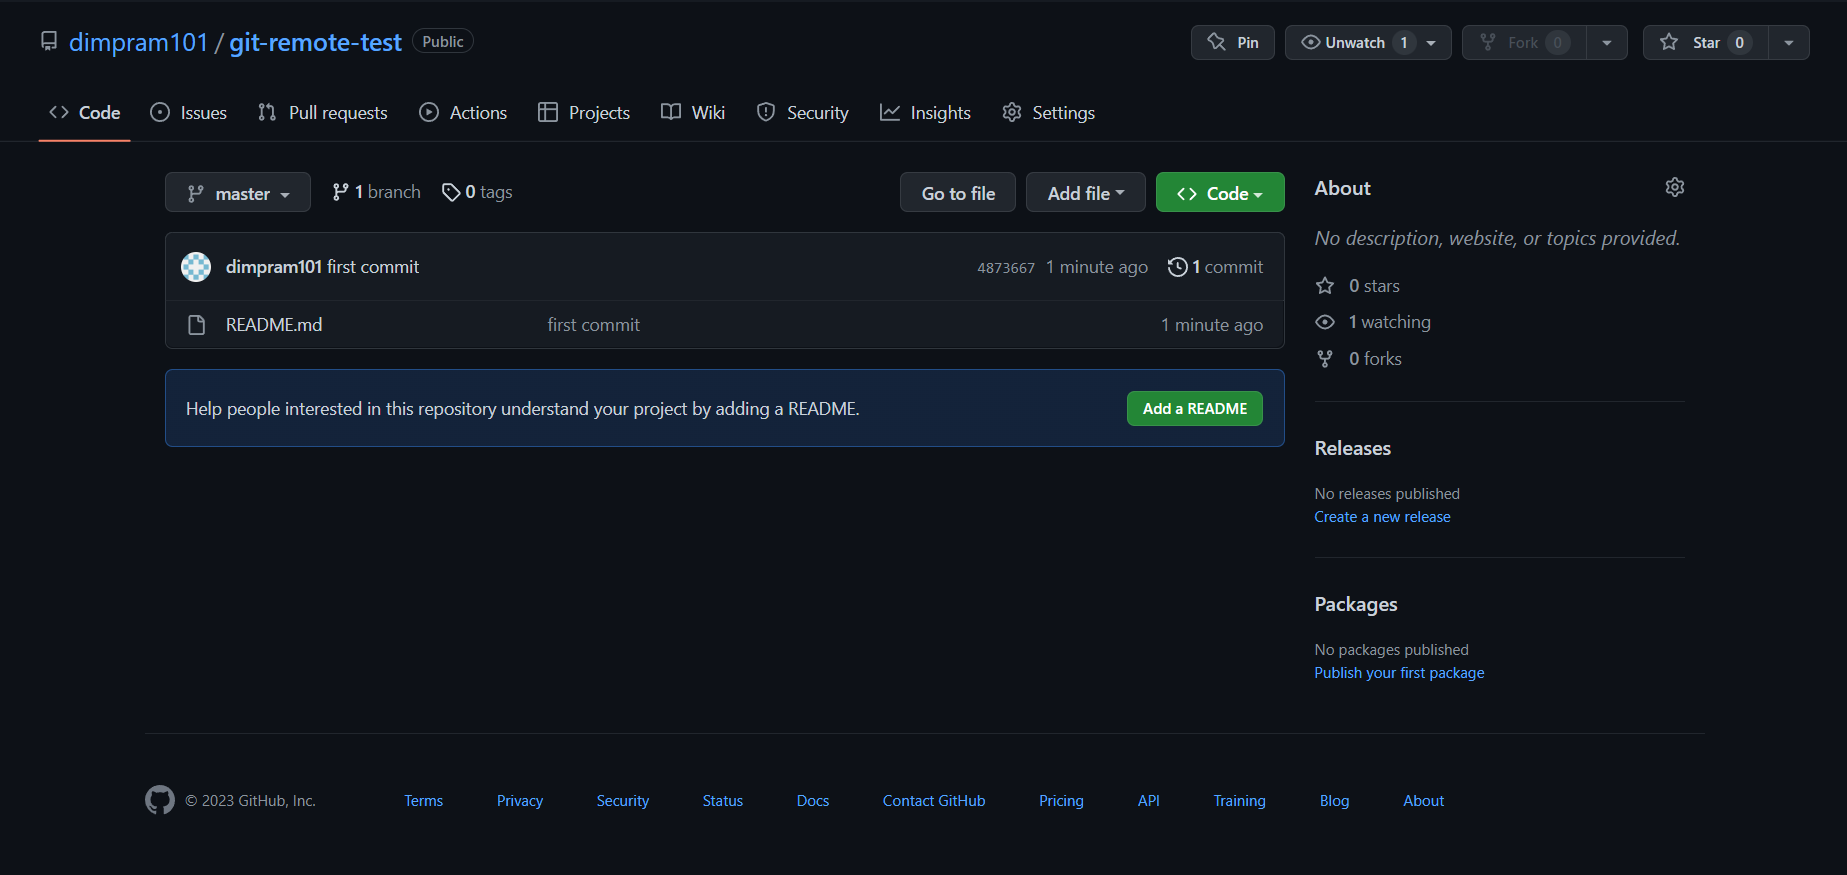 dimpram101 / git-remote-test Public Pin Unwatch 1 Fork 0 Star 0
Code Issues Pull requests Actions Projects Wiki Security Insights Settings
master 1 branch 0 tags Go to file Add file Code
dimpram101 first commit 4873667 1 minute ago 1 commit
README.md first commit 1 minute ago
Help people interested in this repository understand your project by adding a README. Add a README
About
No description, website, or topics provided.
0 stars
1 watching
0 forks
Releases
No releases published
Create a new release
Packages
No packages published
Publish your first package
© 2023 GitHub, Inc. Terms Privacy Security Status Docs Contact GitHub Pricing API Training Blog About